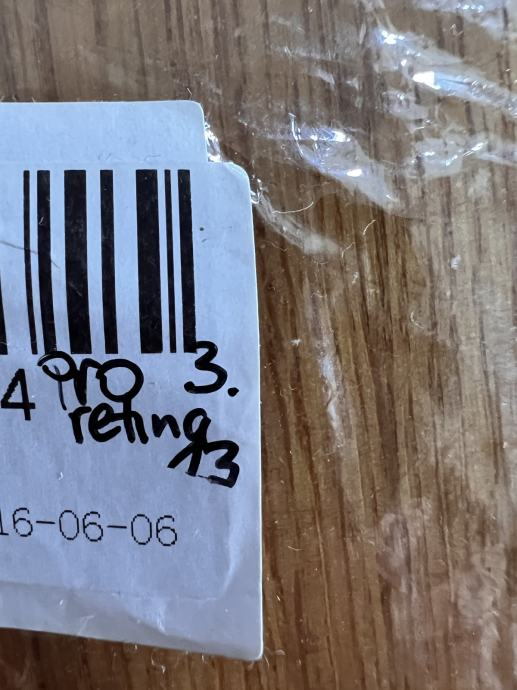 4 Pro 3.
retina
13
16-06-06